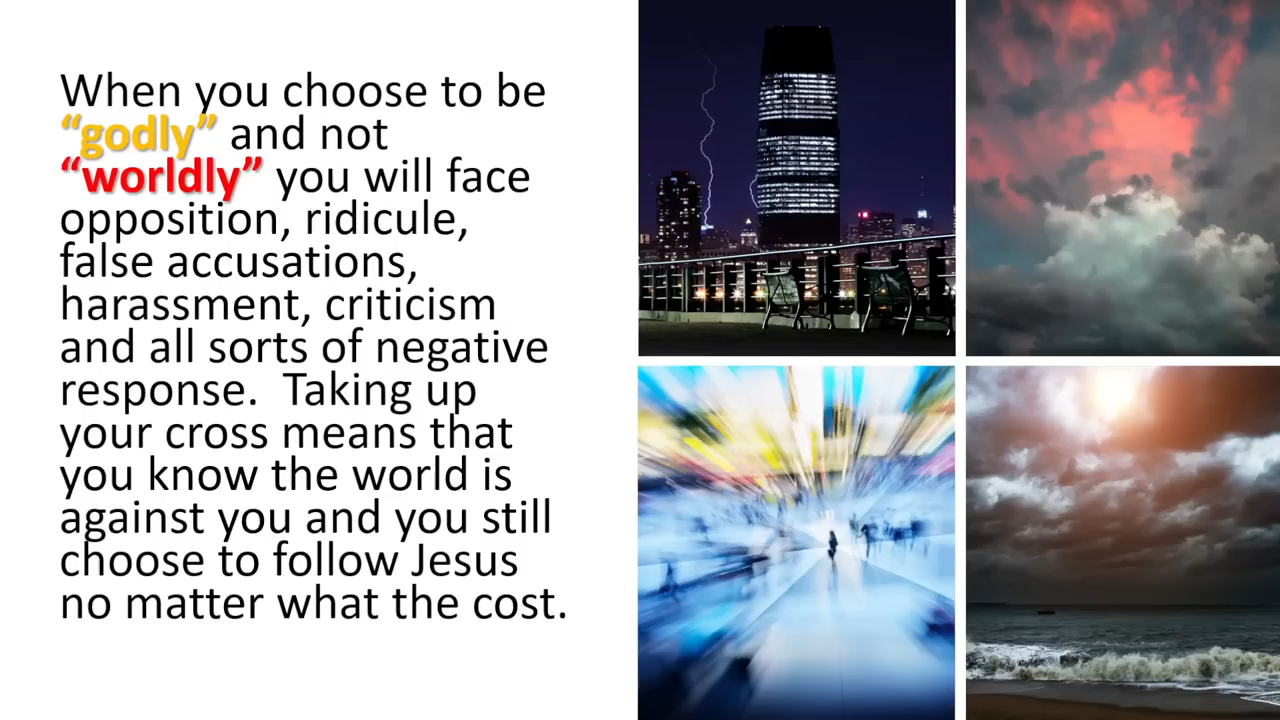 When you choose to be
“godly” and not
“worldly” you will face
opposition, ridicule,
false accusations,
harassment, criticism
and all sorts of negative
response.  Taking up
your cross means that
you know the world is
against you and you still
choose to follow Jesus
no matter what the cost.